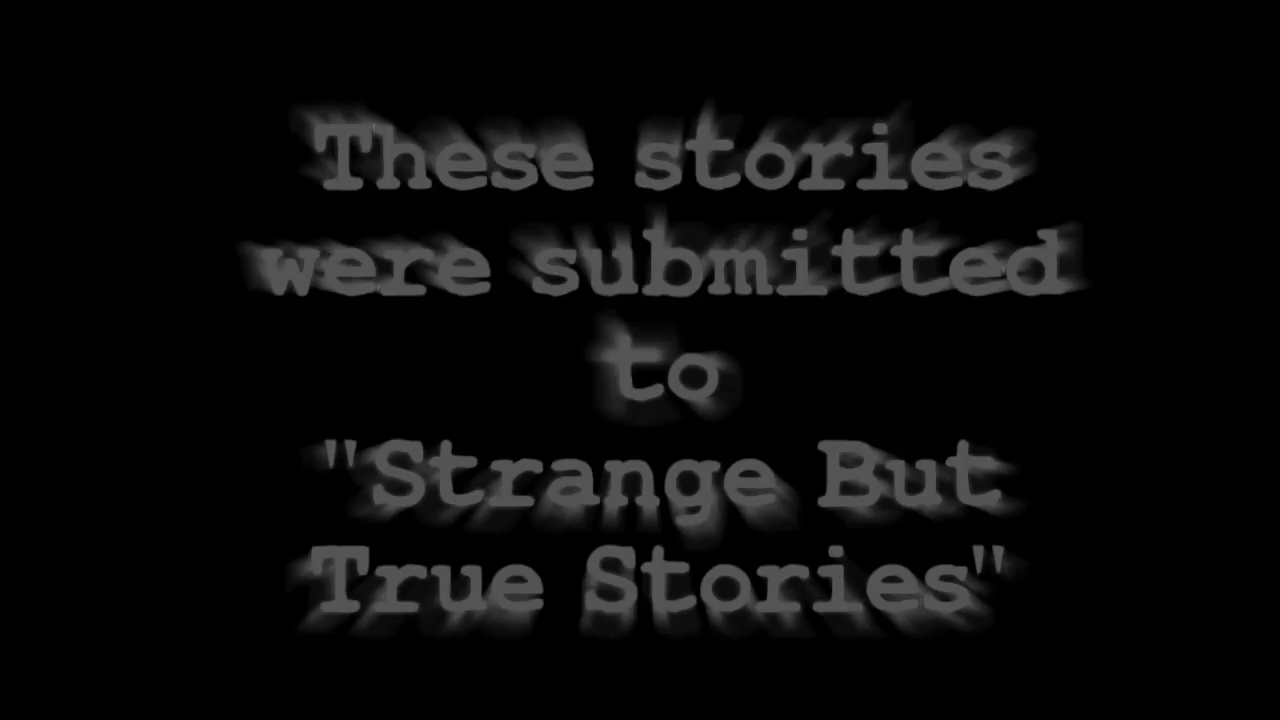 These stories
were submitted
to
"Strange But
True Stories"